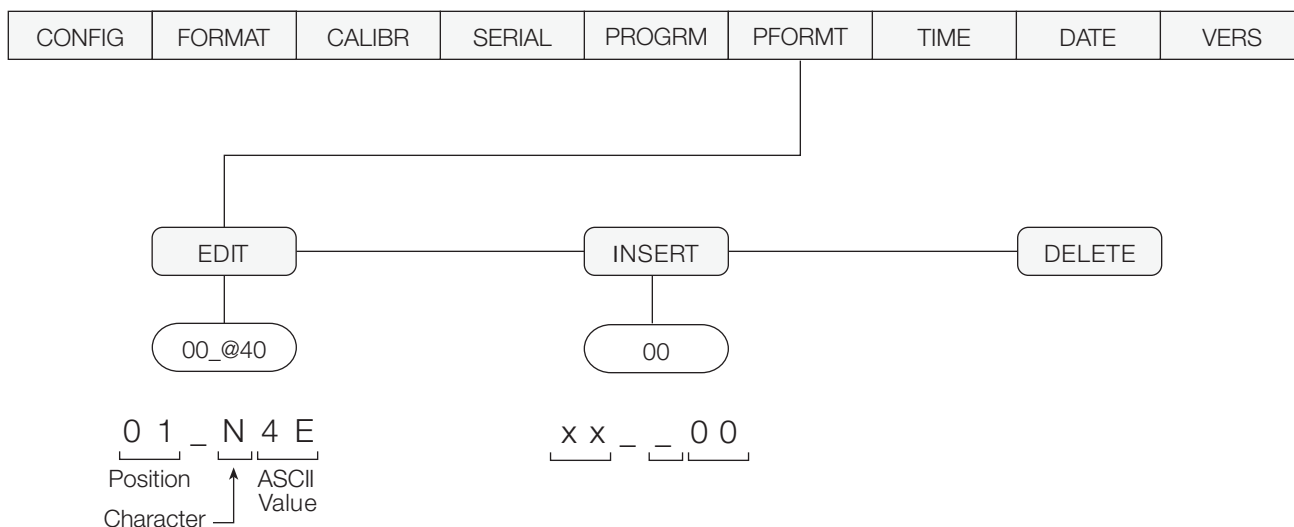 CONFIG FORMAT CALIBR SERIAL PROGRM PFORMT TIME DATE VERS
EDIT INSERT DELETE
00_@40 00
0 1 _ N 4 E x x _ _ 0 0
Position ASCII
Value
Character